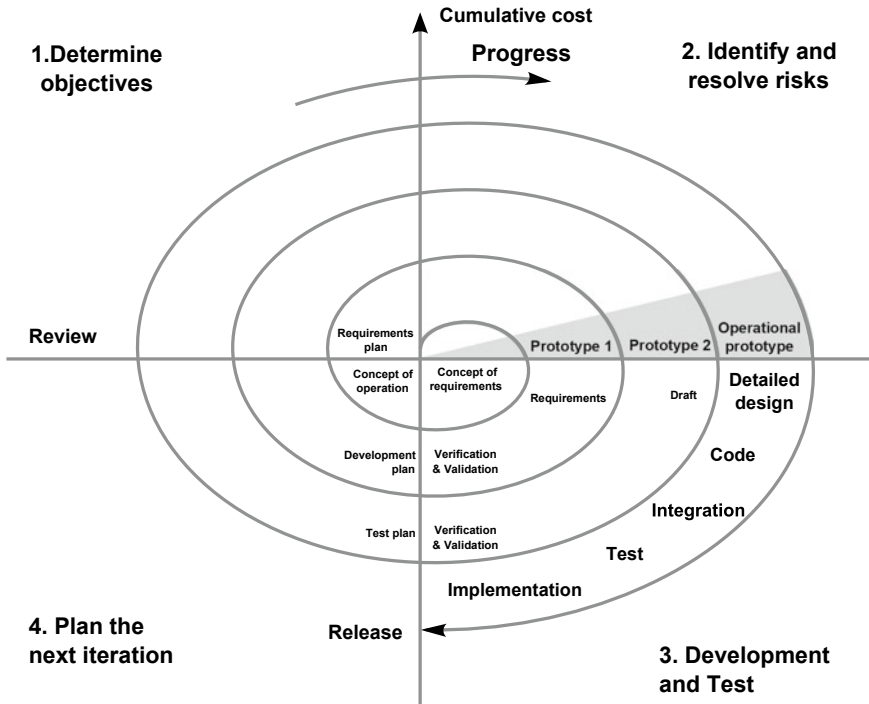 Cumulative cost
1.Determine
objectives
Progress
2. Identify and
resolve risks
Review
Requirements
plan
Prototype 1
Prototype 2
Operational
prototype
Concept of
operation
Concept of
requirements
Requirements
Draft
Detailed
design
Development
plan
Verification
& Validation
Code
Integration
Test plan
Verification
& Validation
Test
Implementation
4. Plan the
next iteration
Release
3. Development
and Test